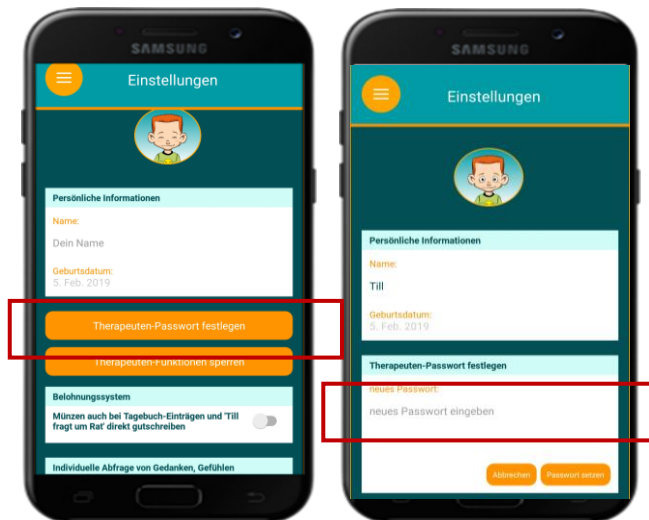 SAMSUNG
Einstellungen
Persönliche Informationen
Name:
Dein Name
Geburtsdatum:
5. Feb. 2019
Therapeuten-Passwort festlegen
Therapeuten-Funktionen sperren
Belohnungssystem
Münzen auch bei Tagebuch-Einträgen und 'Till
fragt um Rat' direkt gutschreiben
Individuelle Abfrage von Gedanken, Gefühlen
SAMSUNG
Einstellungen
Persönliche Informationen
Name:
Till
Geburtsdatum:
5. Feb. 2019
Therapeuten-Passwort festlegen
neues Passwort:
neues Passwort eingeben
Abbrechen Passwort setzen